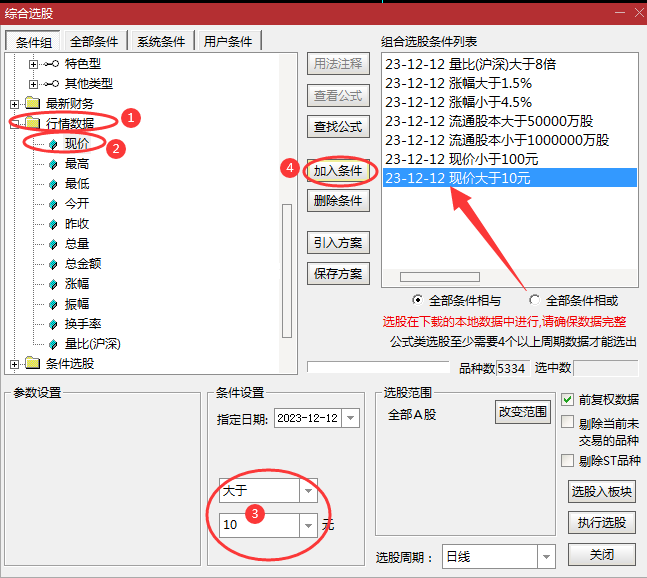 综合选股
条件组 全部条件 系统条件 用户条件
特色型
其他类型
最新财务
行情数据
现价
最高
最低
今开
昨收
总量
总金额
涨幅
振幅
换手率
量比(沪深)
条件选股
1
2
用法注释
查看公式
查找公式
4
加入条件
删除条件
引入方案
保存方案
组合选股条件列表
23-12-12 量比(沪深)大于8倍
23-12-12 涨幅大于1.5%
23-12-12 涨幅小于4.5%
23-12-12 流通股本大于50000万股
23-12-12 流通股本小于1000000万股
23-12-12 现价小于100元
23-12-12 现价大于10元
全部条件相与 全部条件相或
选股在下载的本地数据中进行,请确保数据完整
公式类选股至少需要4个以上周期数据才能选出
品种数 5334 选中数
参数设置
条件设置
指定日期: 2023-12-12
大于
3
10 元
选股范围
全部A股
改变范围
选股周期： 日线
前复权数据
剔除当前未
交易的品种
剔除ST品种
选股入板块
执行选股
关闭